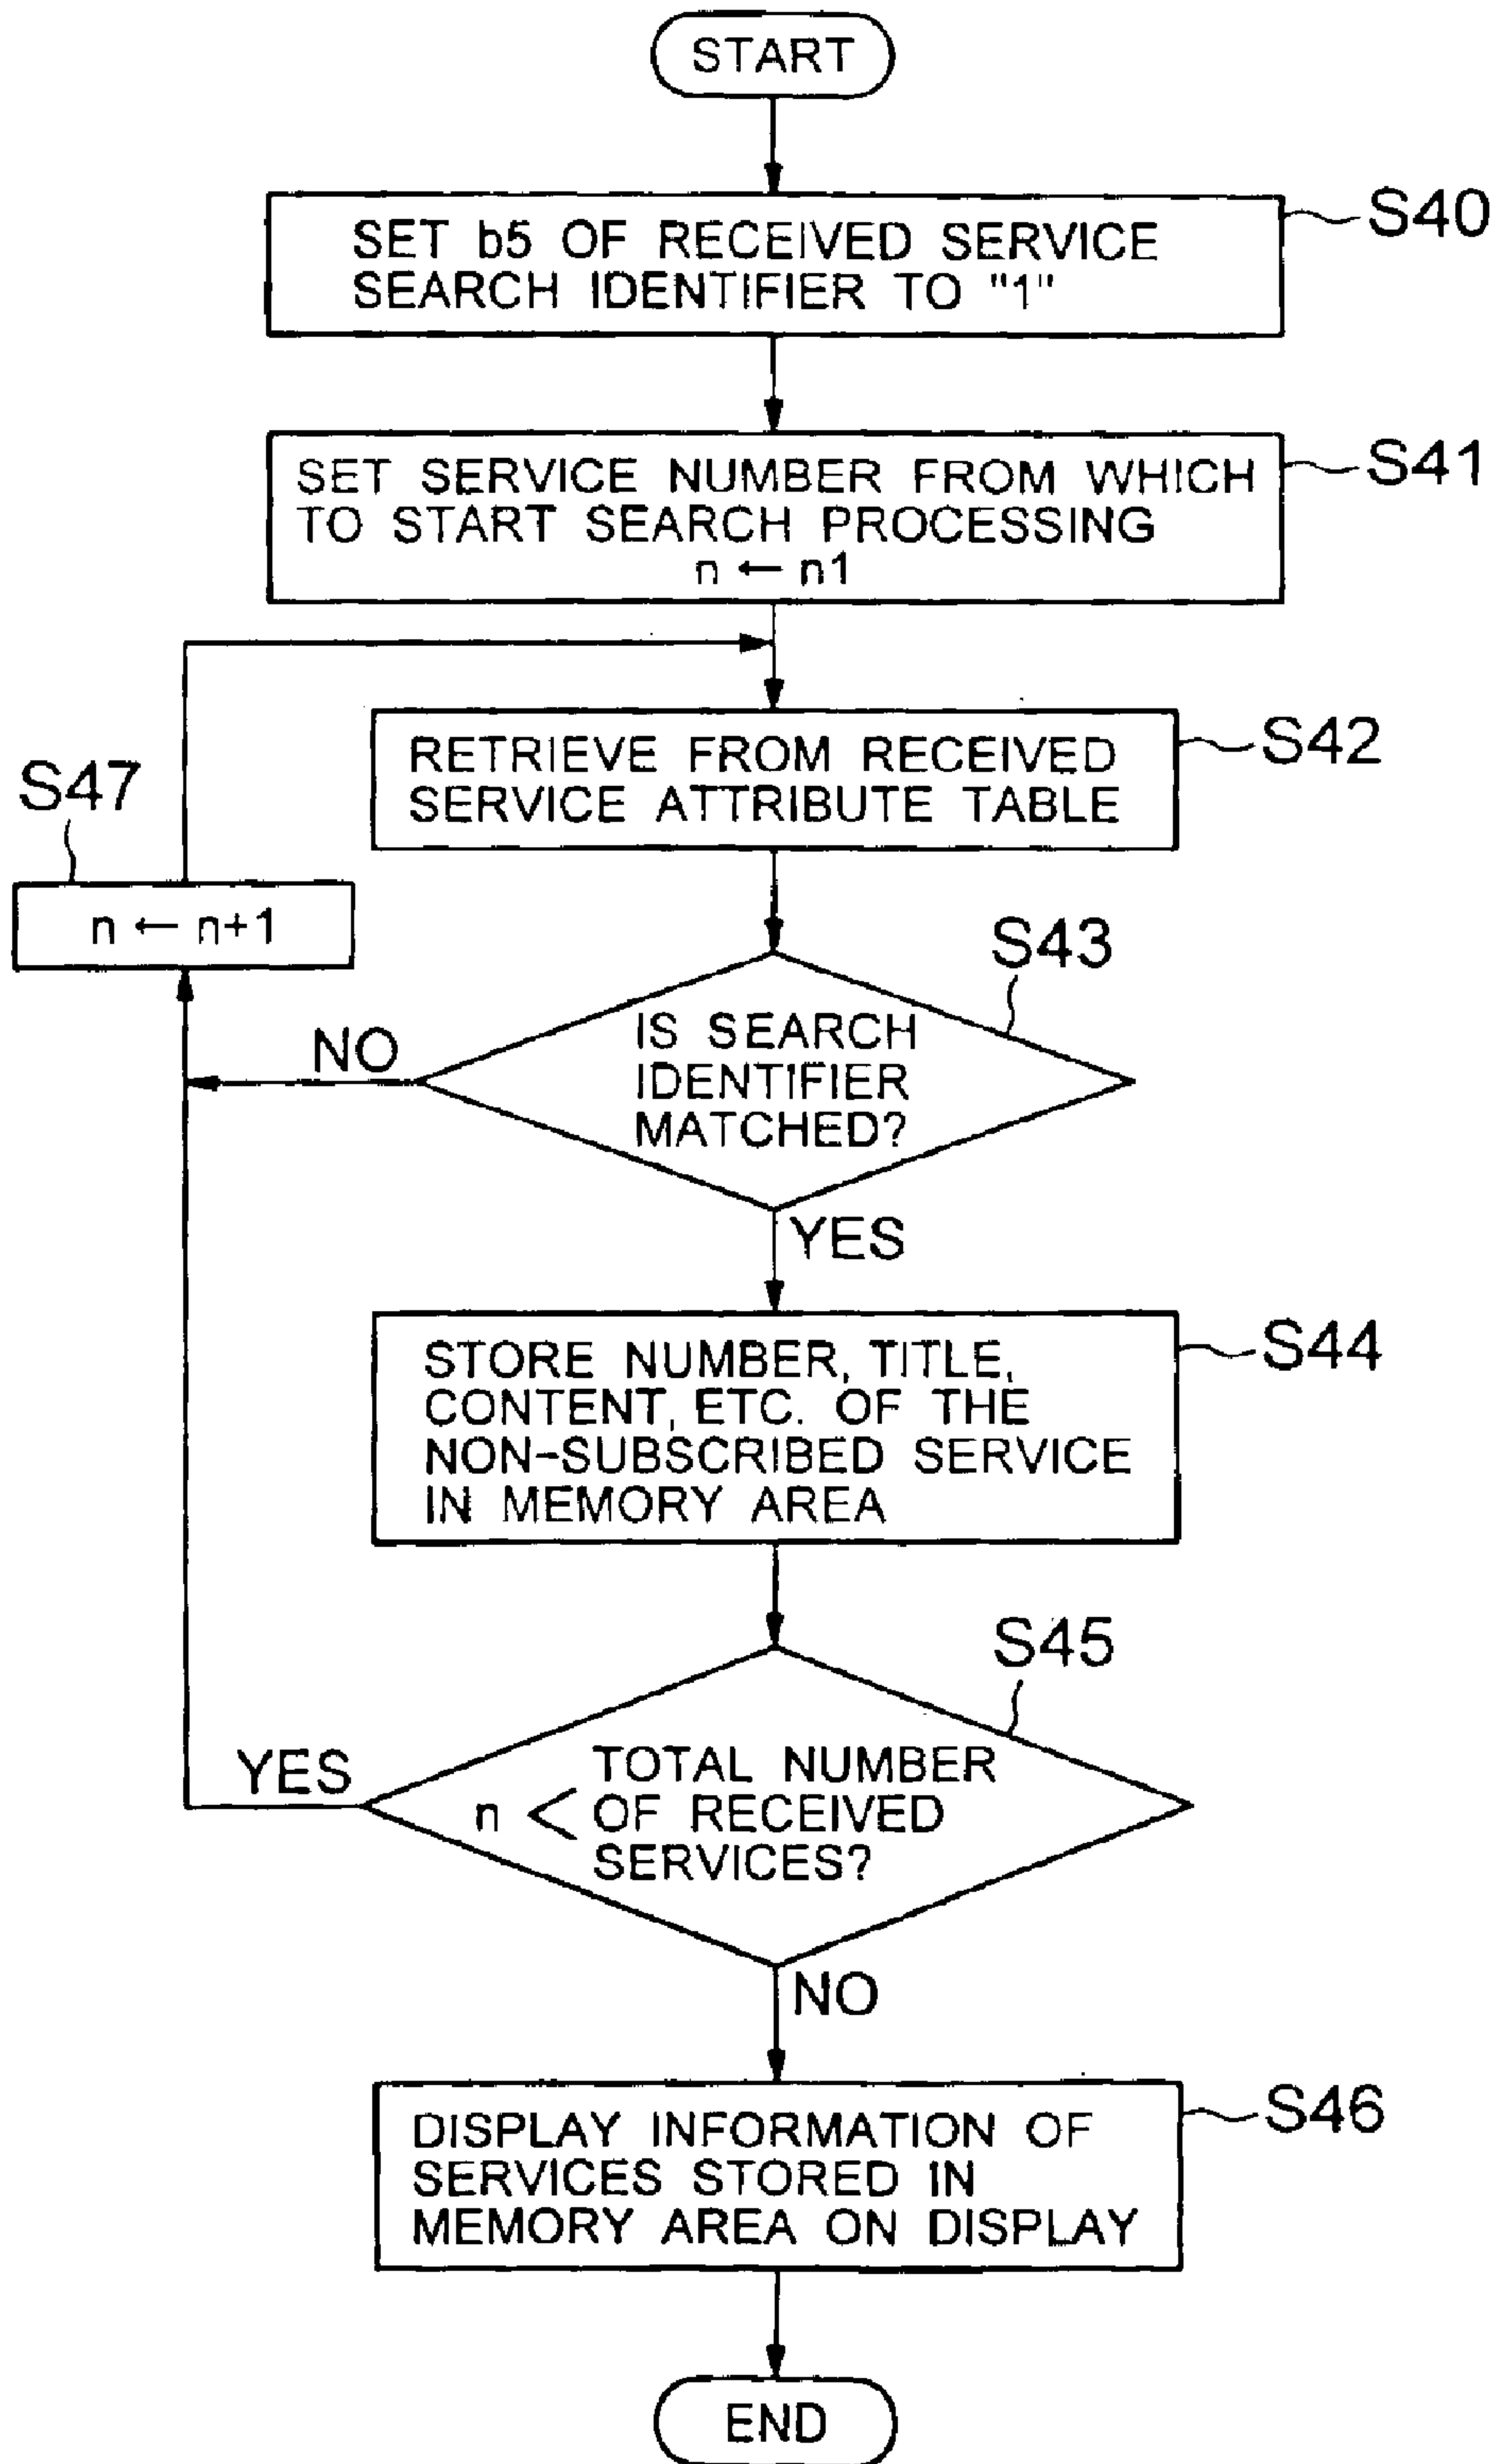 START
SET b5 OF RECEIVED SERVICE
SEARCH IDENTIFIER TO "1"
S40
SET SERVICE NUMBER FROM WHICH
TO START SEARCH PROCESSING
n ← n1
S41
RETRIEVE FROM RECEIVED
SERVICE ATTRIBUTE TABLE
S42
S47
n ← n+1
S43
IS SEARCH
IDENTIFIER
MATCHED?
NO
YES
STORE NUMBER, TITLE,
CONTENT, ETC. OF THE
NON-SUBSCRIBED SERVICE
IN MEMORY AREA
S44
S45
TOTAL NUMBER
n < OF RECEIVED
SERVICES?
YES
NO
DISPLAY INFORMATION OF
SERVICES STORED IN
MEMORY AREA ON DISPLAY
S46
END